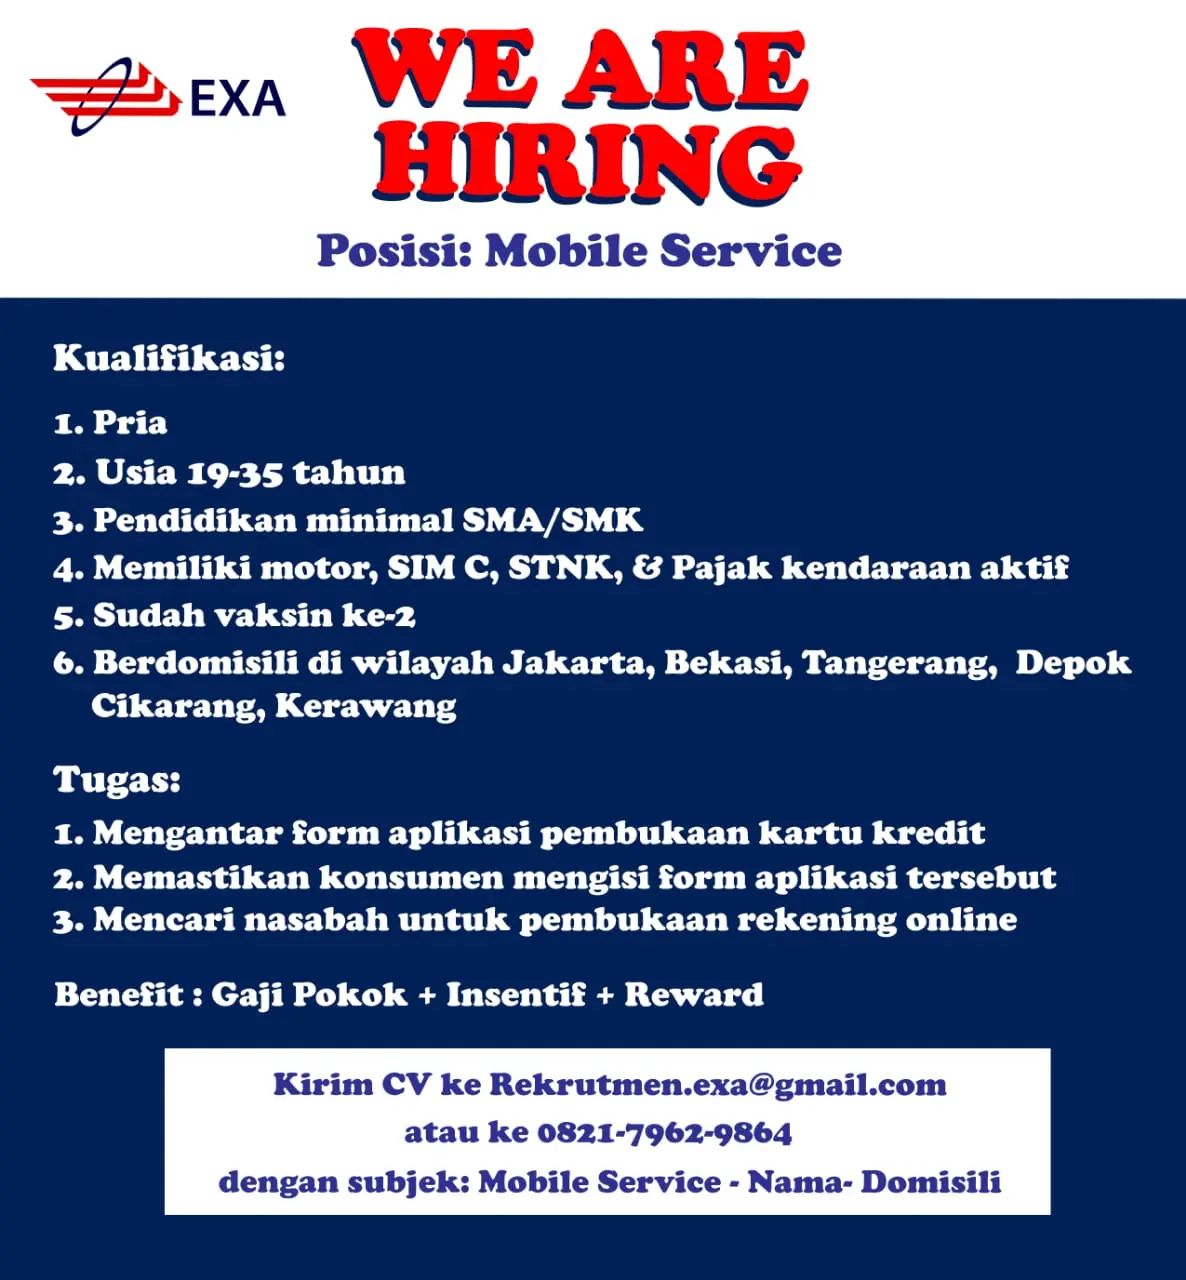 EXA
WE ARE
HIRING
Posisi: Mobile Service
Kualifikasi:
1. Pria
2. Usia 19-35 tahun
3. Pendidikan minimal SMA/SMK
4. Memiliki motor, SIM C, STNK, & Pajak kendaraan aktif
5. Sudah vaksin ke-2
6. Berdomisili di wilayah Jakarta, Bekasi, Tangerang, Depok
Cikarang, Kerawang
Tugas:
1. Mengantar form aplikasi pembukaan kartu kredit
2. Memastikan konsumen mengisi form aplikasi tersebut
3. Mencari nasabah untuk pembukaan rekening online
Benefit : Gaji Pokok + Insentif + Reward
Kirim CV ke Rekrutmen.exa@gmail.com
atau ke 0821-7962-9864
dengan subjek: Mobile Service - Nama- Domisili